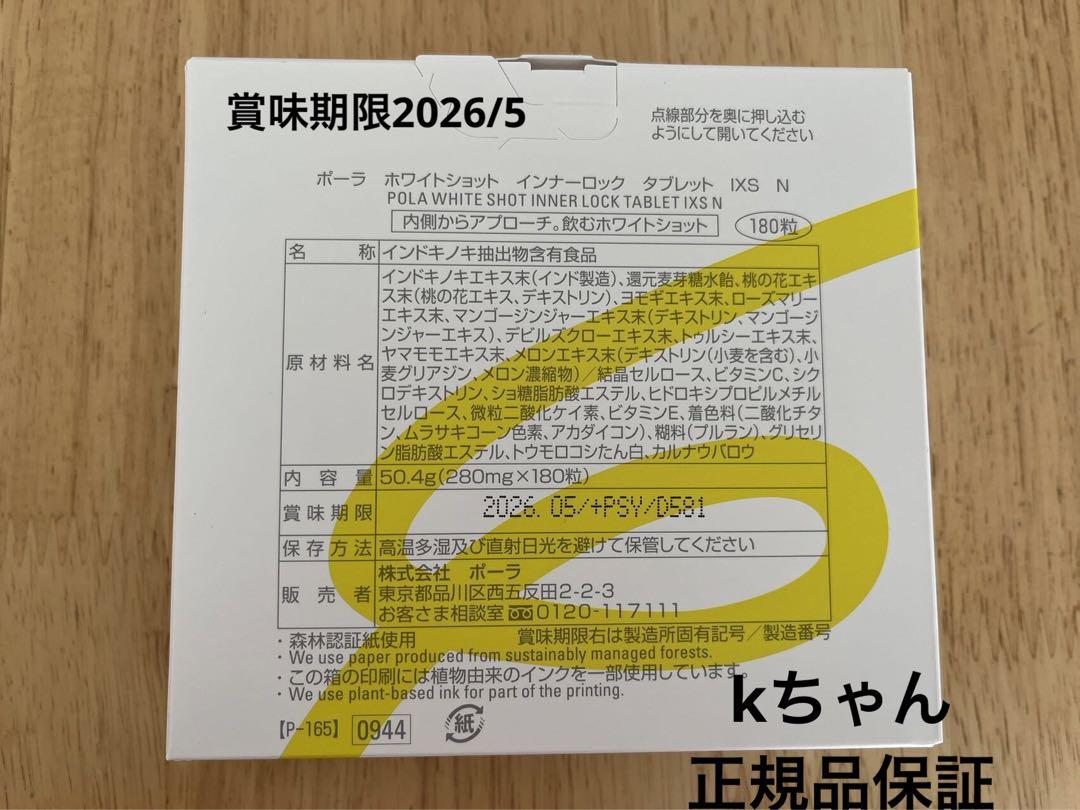 賞味期限2026/5
点線部分を奥に押し込む
ようにして開いてください
ポーラ ホワイトショット インナーロック タブレット IXS N
POLA WHITE SHOT INNER LOCK TABLET IXS N
内側からアプローチ。飲むホワイトショット 180粒
名 称 インドキノキ抽出物含有食品
原材料名
インドキノキエキス末(インド製造)、還元麦芽糖水飴、桃の花エキ
ス末(桃の花エキス、デキストリン)、ヨモギエキス末、ローズマリー
エキス末、マンゴージンジャーエキス末(デキストリン、マンゴージ
ンジャーエキス)、デビルズクローエキス末、トゥルシーエキス末、
ヤマモモエキス末、メロンエキス末(デキストリン(小麦を含む)、小
麦グリアジン、メロン濃縮物)/結晶セルロース、ビタミンC、シク
ロデキストリン、ショ糖脂肪酸エステル、ヒドロキシプロピルメチル
セルロース、微粒二酸化ケイ素、ビタミンE、着色料(二酸化チタ
ン、ムラサキコーン色素、アカダイコン)、糊料(プルラン)、グリセリ
ン脂肪酸エステル、トウモロコシたん白、カルナウバロウ
内容量 50.4g(280mg×180粒)
賞味期限 2026.05/+PSY/D581
保存方法 高温多湿及び直射日光を避けて保管してください
販売者
株式会社 ポーラ
東京都品川区西五反田2-2-3
お客さま相談室 0120-117111
・森林認証紙使用 賞味期限右は製造所固有記号/製造番号
・We use paper produced from sustainably managed forests.
・この箱の印刷には植物由来のインクを一部使用しています。
・We use plant-based ink for part of the printing.
【P-165】 0944 紙
kちゃん
正規品保証